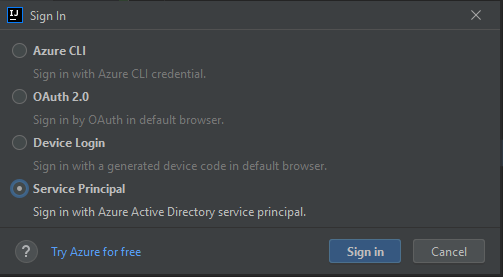 IJ
Sign In
Azure CLI
Sign in with Azure CLI credential.
OAuth 2.0
Sign in by OAuth in default browser.
Device Login
Sign in with a generated device code in default browser.
Service Principal
Sign in with Azure Active Directory service principal.
?
Try Azure for free
Sign in
Cancel